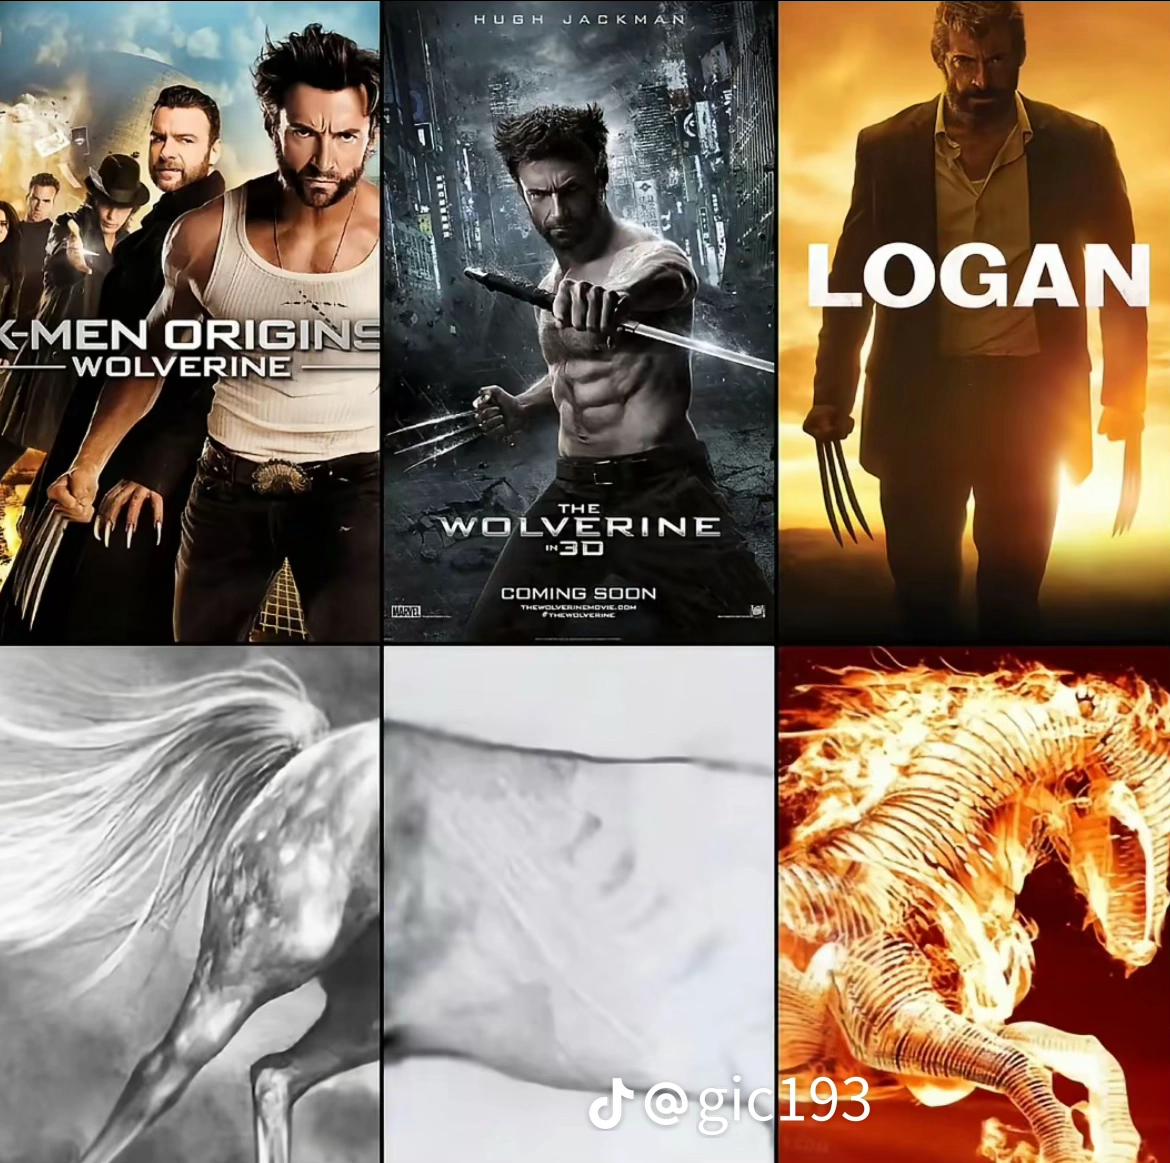 X-MEN ORIGINS
WOLVERINE
HUGH JACKMAN
THE
WOLVERINE
IN 3D
COMING SOON
THEWOLVERINEMOVIE.COM
#THEWOLVERINE
MARVEL
LOGAN
@gic193